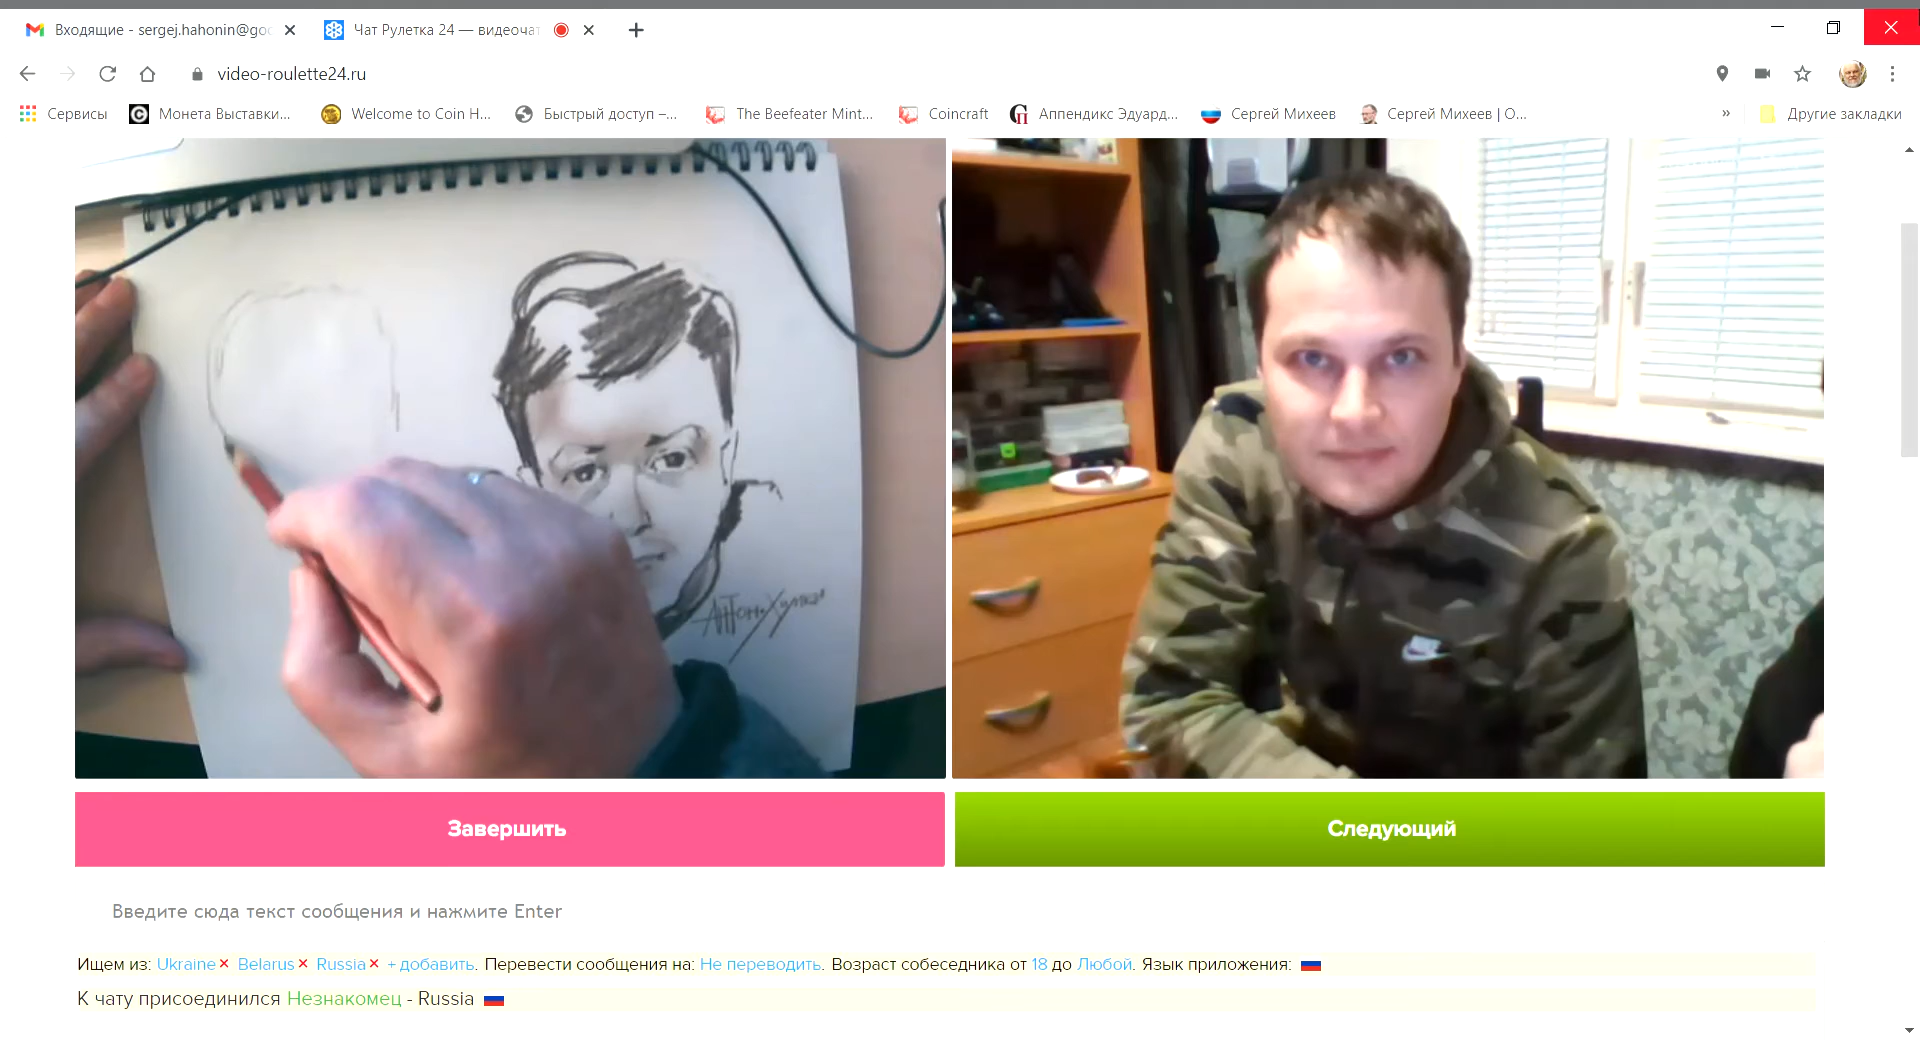 Входящие - sergej.hahonin@goo
Чат Рулетка 24 — видеочат
video-roulette24.ru
Сервисы
Монета Выставки...
Welcome to Coin H...
Быстрый доступ –...
The Beefeater Mint...
Coincraft
Аппендикс Эдуард...
Сергей Михеев
Сергей Михеев | О...
»
Другие закладки
Завершить
Следующий
Введите сюда текст сообщения и нажмите Enter
Ищем из: Ukraine× Belarus× Russia× + добавить. Перевести сообщения на: Не переводить. Возраст собеседника от 18 до Любой. Язык приложения:
К чату присоединился Незнакомец - Russia